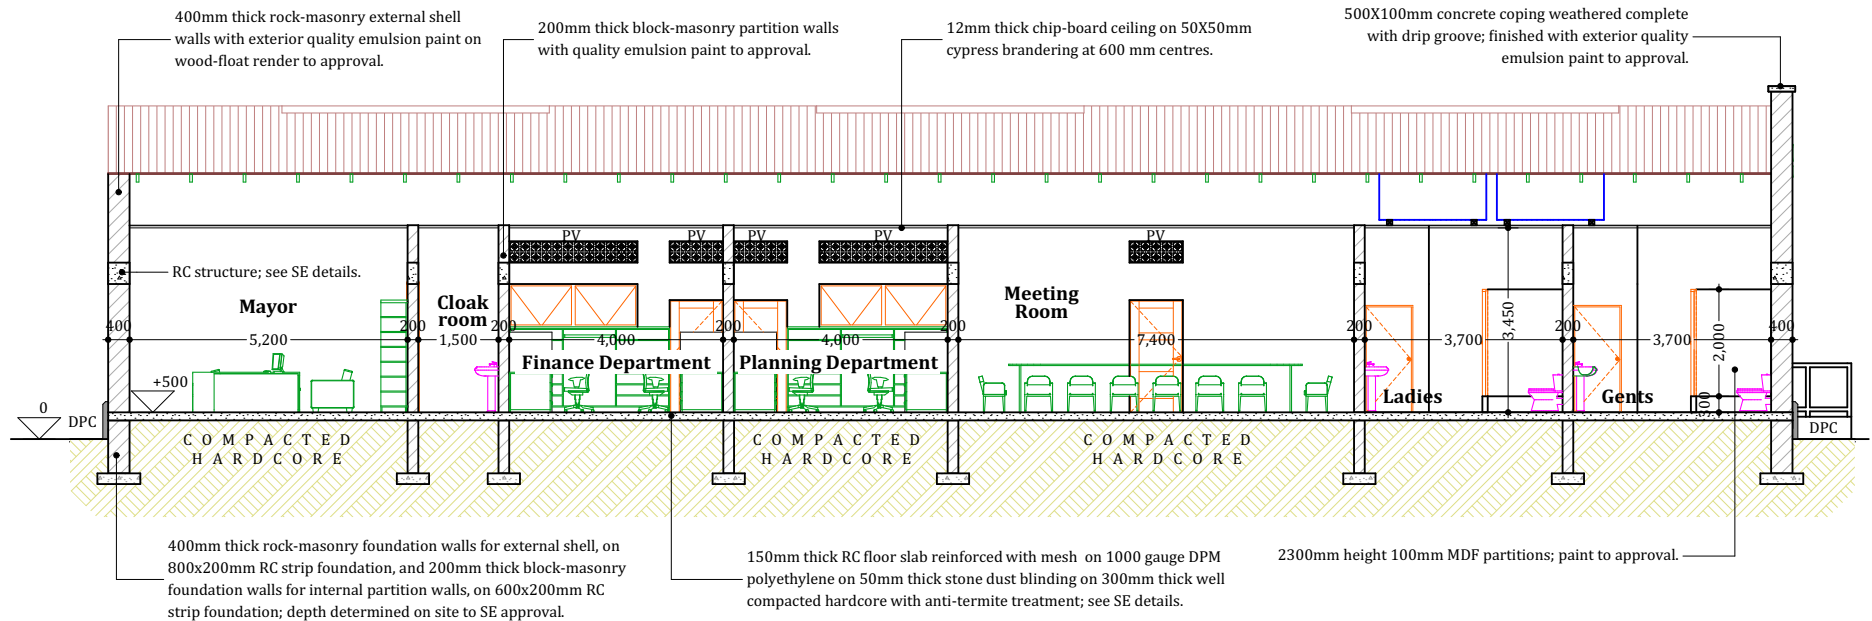 400mm thick rock-masonry external shell
walls with exterior quality emulsion paint on
wood-float render to approval.
200mm thick block-masonry partition walls
with quality emulsion paint to approval.
12mm thick chip-board ceiling on 50X50mm
cypress brandering at 600 mm centres.
500X100mm concrete coping weathered complete
with drip groove; finished with exterior quality
emulsion paint to approval.
PV
PV
PV
PV
PV
RC structure; see SE details.
Mayor
Cloak
room
Meeting
Room
400
5,200
200
1,500
200
4,000
200
4,000
200
7,400
200
3,700
3,450
200
3,700
2,000
400
Finance Department
Planning Department
+500
Ladies
Gents
300
0
DPC
DPC
COMPACTED
HARDCORE
COMPACTED
HARDCORE
COMPACTED
HARDCORE
400mm thick rock-masonry foundation walls for external shell, on
800x200mm RC strip foundation, and 200mm thick block-masonry
foundation walls for internal partition walls, on 600x200mm RC
strip foundation; depth determined on site to SE approval.
150mm thick RC floor slab reinforced with mesh on 1000 gauge DPM
polyethylene on 50mm thick stone dust blinding on 300mm thick well
compacted hardcore with anti-termite treatment; see SE details.
2300mm height 100mm MDF partitions; paint to approval.